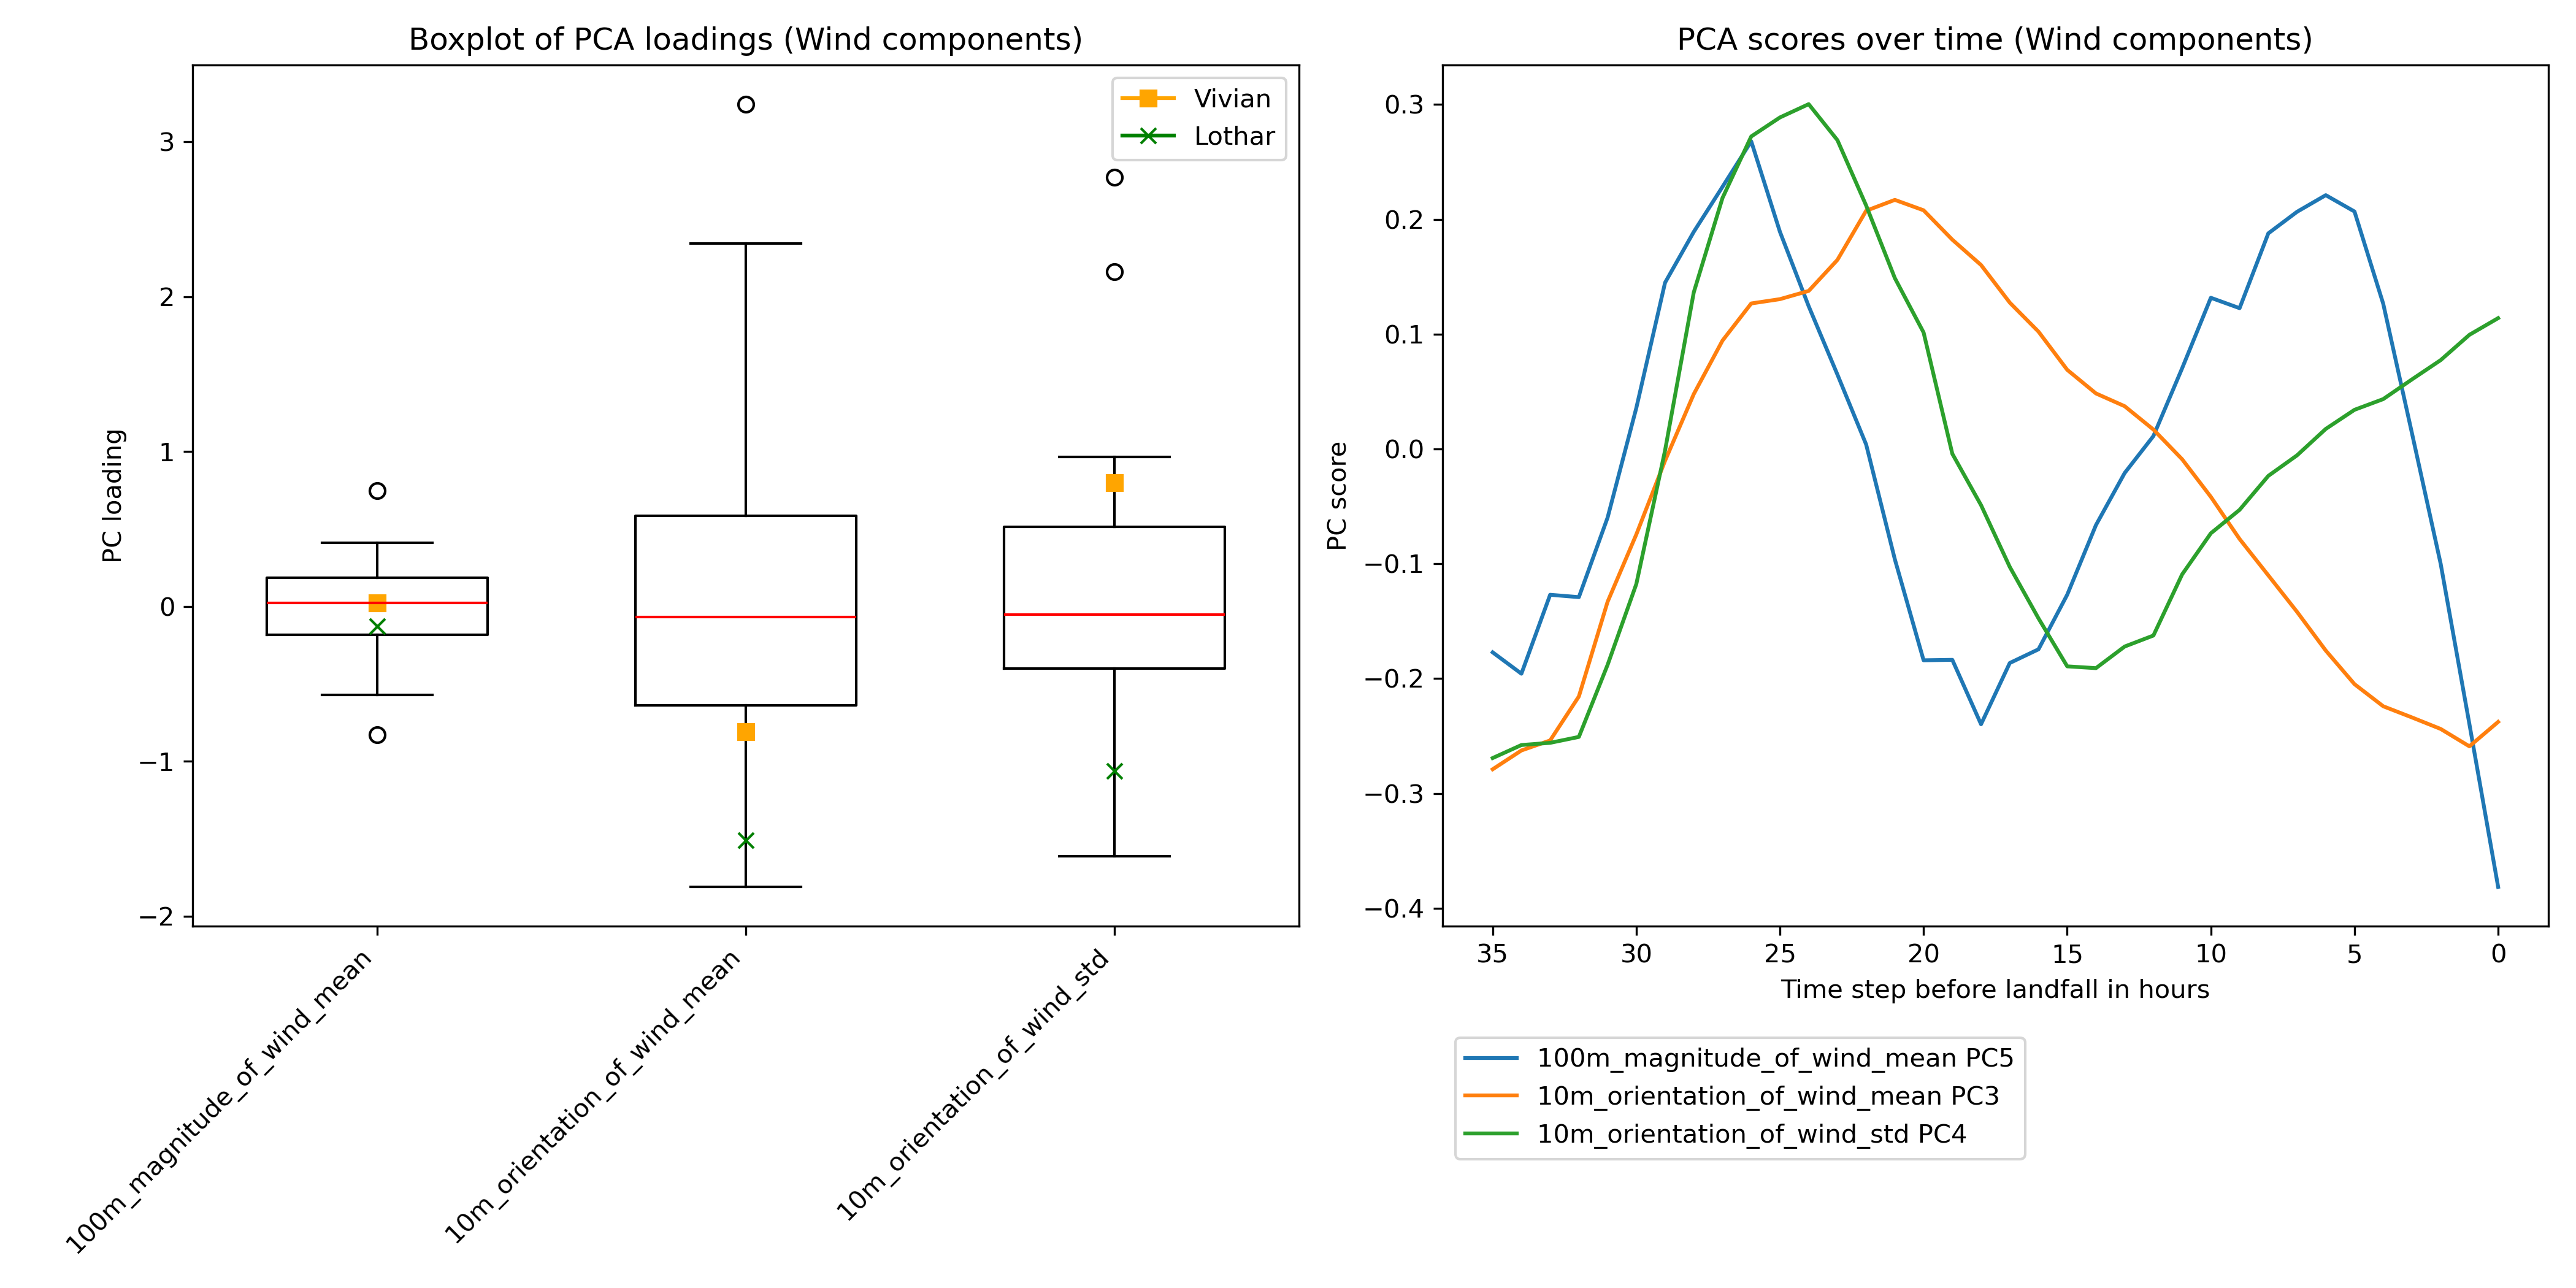 Boxplot of PCA loadings (Wind components)
PC loading
3
2
1
0
−1
−2
Vivian
Lothar
100m_magnitude_of_wind_mean
10m_orientation_of_wind_mean
10m_orientation_of_wind_std
PCA scores over time (Wind components)
PC score
0.3
0.2
0.1
0.0
−0.1
−0.2
−0.3
−0.4
35 30 25 20 15 10 5 0
Time step before landfall in hours
100m_magnitude_of_wind_mean PC5
10m_orientation_of_wind_mean PC3
10m_orientation_of_wind_std PC4